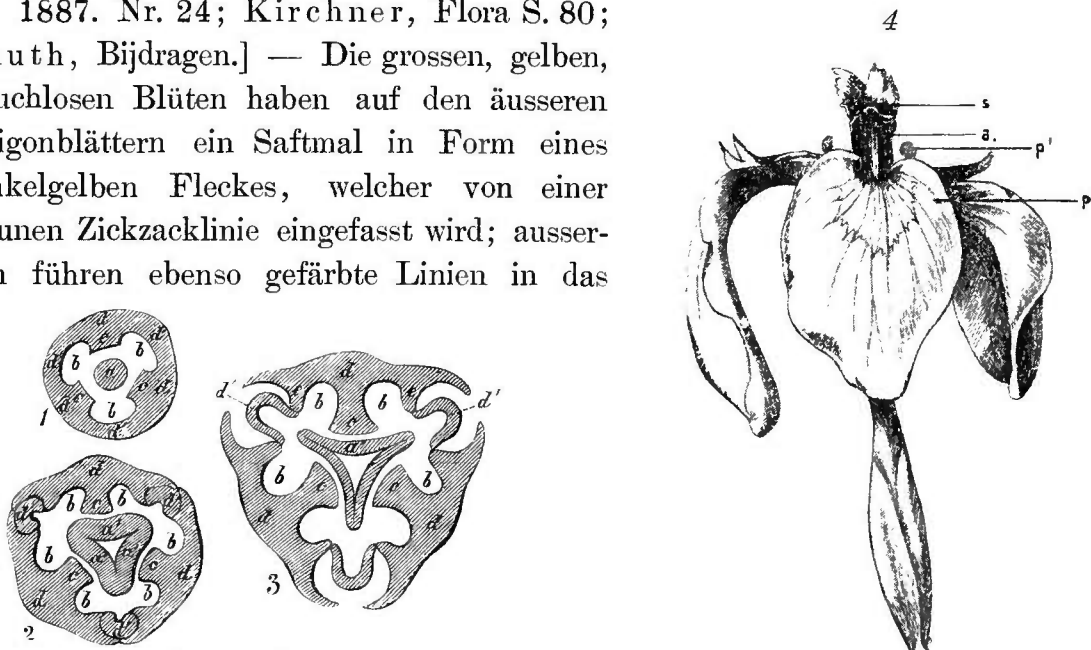 1887. Nr. 24; Kirchner, Flora S. 80;
uth, Bijdragen.] — Die grossen, gelben,
uchlosen Blüten haben auf den äusseren
igonblättern ein Saftmal in Form eines
nkelgelben Fleckes, welcher von einer
unen Zickzacklinie eingefasst wird; ausser-
n führen ebenso gefärbte Linien in das
4
s
a.
p'
p
d
c d
b b
d a
c c d
d b
d
1
d
d' e b b e d'
c
a
b c c b
d d
3
d
b c b d'
d' a'
b a a' b
c c
d b b d
d'
2